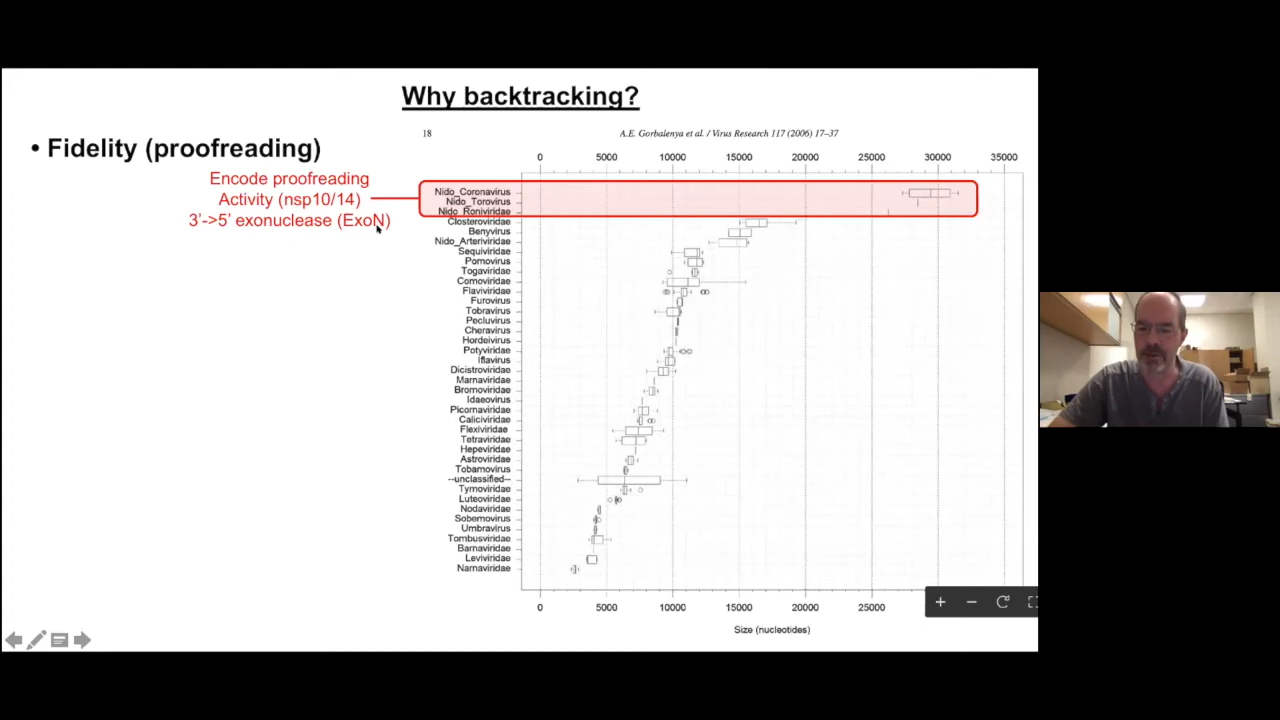 Why backtracking?
• Fidelity (proofreading)
Encode proofreading
Activity (nsp10/14)
3'->5' exonuclease (ExoN)
18
A.E. Gorbalenya et al. / Virus Research 117 (2006) 17–37
0 5000 10000 15000 20000 25000 30000 35000
Nido_Coronavirus
Nido_Torovirus
Nido_Roniviridae
Closteroviridae
Benyvirus
Nido_Arteriviridae
Sequiviridae
Pomovirus
Togaviridae
Comoviridae
Flaviviridae
Furovirus
Tobravirus
Pecluvirus
Cheravirus
Hordeivirus
Potyviridae
Iflavirus
Dicistroviridae
Marnaviridae
Bromoviridae
Idaeovirus
Picornaviridae
Caliciviridae
Flexiviridae
Tetraviridae
Hepeviridae
Astroviridae
Tobamovirus
--unclassified--
Tymoviridae
Luteoviridae
Nodaviridae
Sobemovirus
Umbravirus
Tombusviridae
Barnaviridae
Leviviridae
Narnaviridae
0 5000 10000 15000 20000 25000
Size (nucleotides)